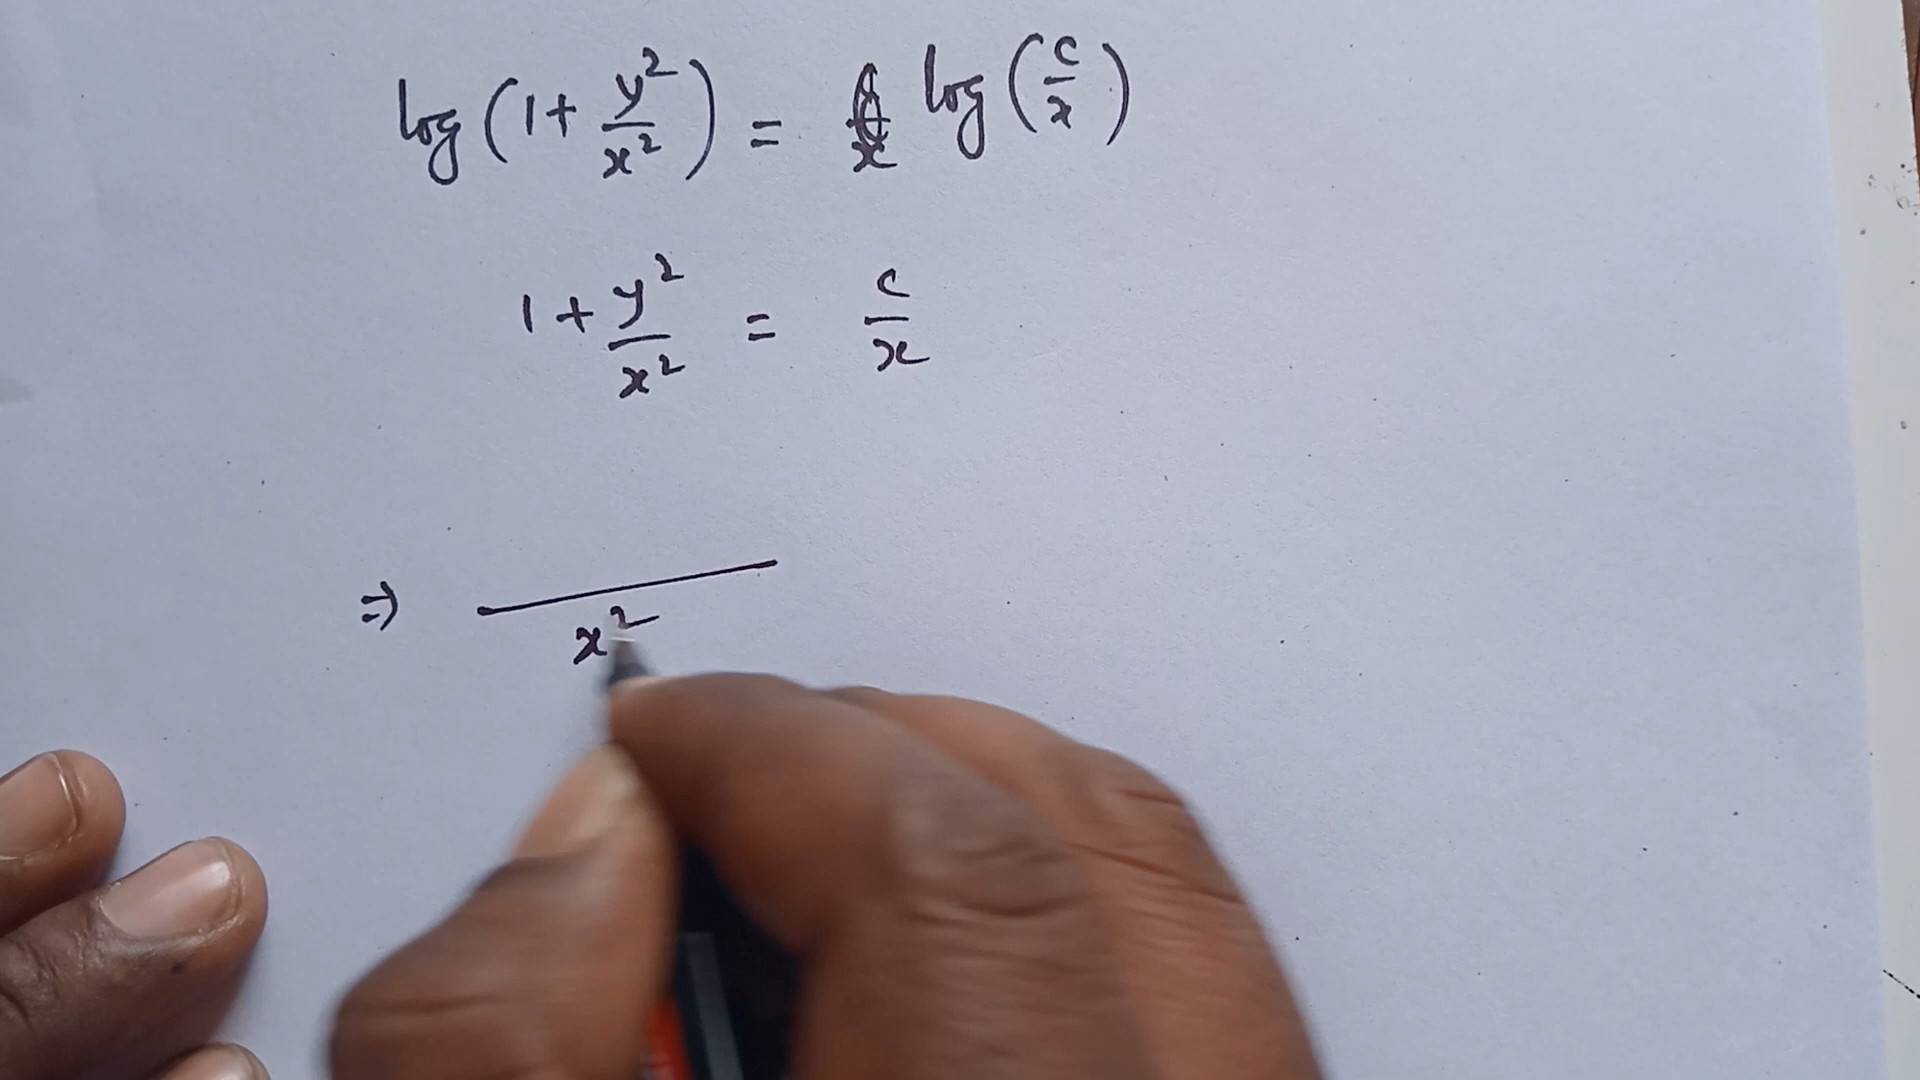 log(1 + y²/x²) = log(c/x)
1 + y²/x² = c/x
⇒ /x²